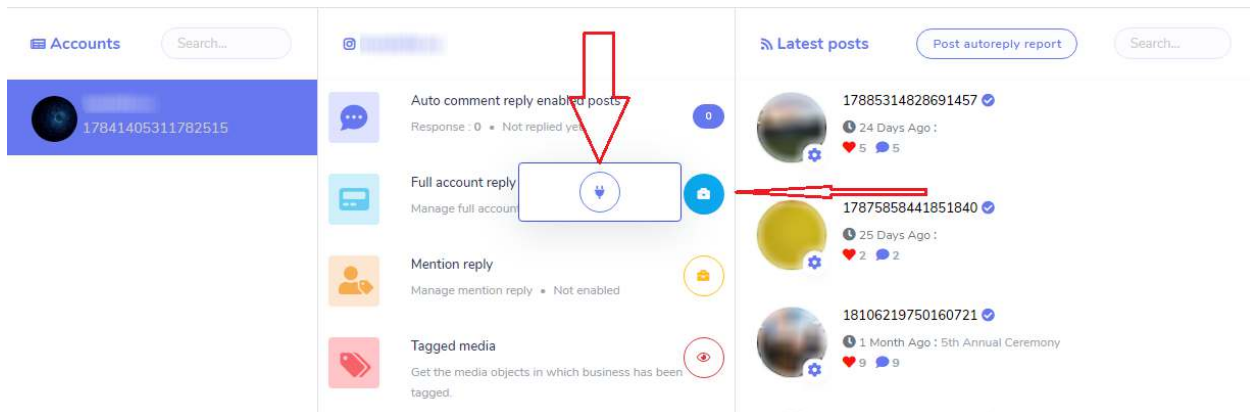 Accounts
Search...
17841405311782515
Auto comment reply enabled posts
Response : 0 • Not replied yet
0
Full account reply
Manage full account
Mention reply
Manage mention reply • Not enabled
Tagged media
Get the media objects in which business has been
tagged.
Latest posts
Post autoreply report
Search...
17885314828691457
24 Days Ago :
5 5
17875858441851840
25 Days Ago :
2 2
18106219750160721
1 Month Ago : 5th Annual Ceremony
9 9